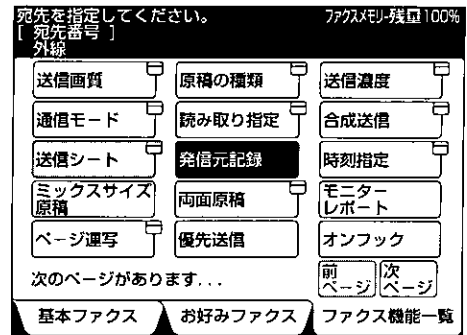 宛先を指定してください。 ファクスメモリ-残量100%
[ 宛先番号 ]
外線
送信画質 原稿の種類 送信濃度
通信モード 読み取り指定 合成送信
送信シート 発信元記録 時刻指定
ミックスサイズ
原稿
両面原稿
モニター
レポート
ページ連写 優先送信 オンフック
次のページがあります...
前
ページ
次
ページ
基本ファクス お好みファクス ファクス機能一覧